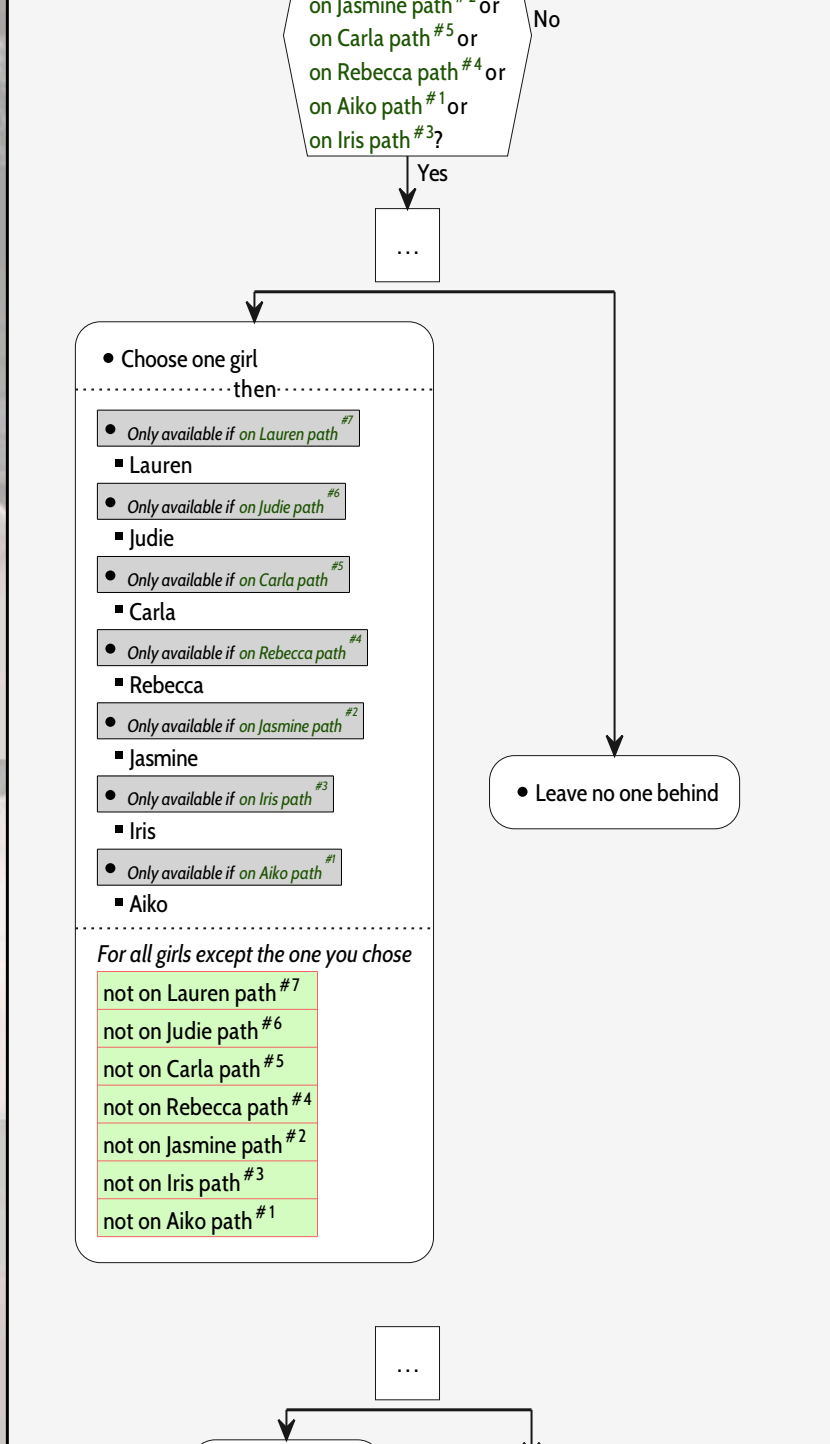 on Jasmine path #2 or
No
on Carla path #5 or
on Rebecca path #4 or
on Aiko path #1 or
on Iris path #3?
Yes
...
• Choose one girl
then
• Only available if on Lauren path #7
▪ Lauren
• Only available if on Judie path #6
▪ Judie
• Only available if on Carla path #5
▪ Carla
• Only available if on Rebecca path #4
▪ Rebecca
• Only available if on Jasmine path #2
▪ Jasmine
• Only available if on Iris path #3
▪ Iris
• Only available if on Aiko path #1
▪ Aiko
• Leave no one behind
For all girls except the one you chose
not on Lauren path #7
not on Judie path #6
not on Carla path #5
not on Rebecca path #4
not on Jasmine path #2
not on Iris path #3
not on Aiko path #1
...